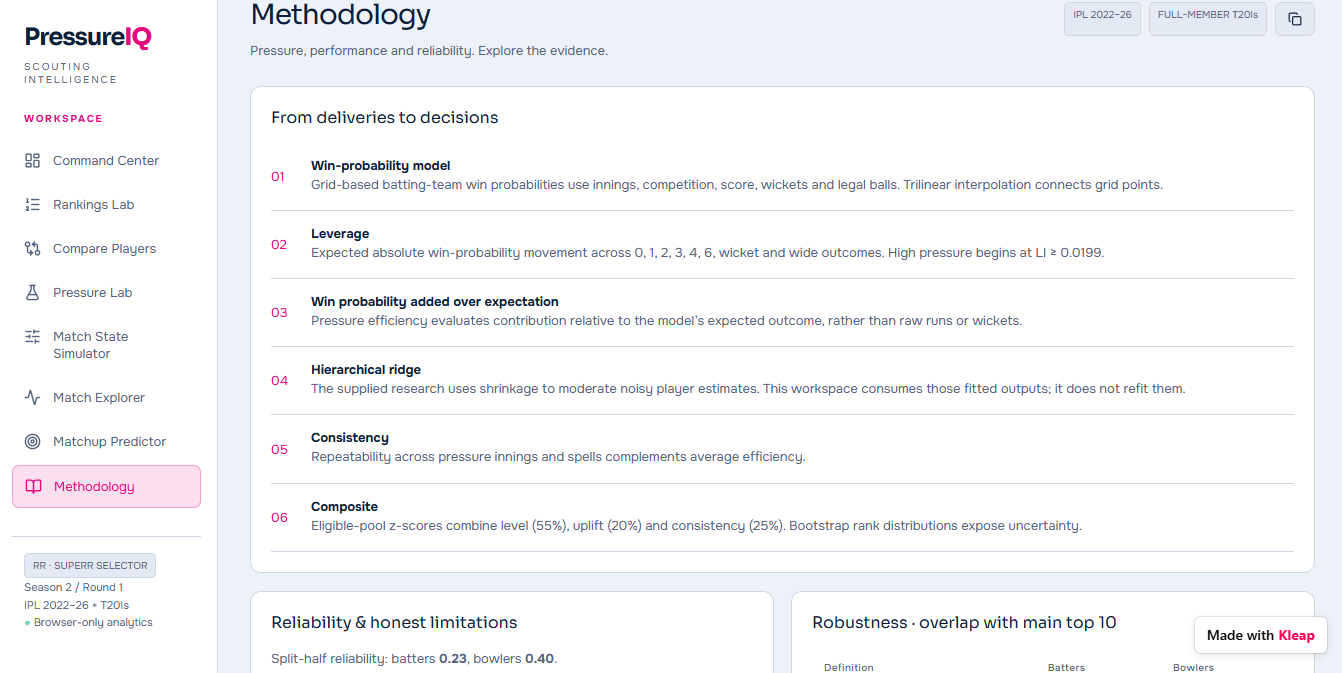 PressureIQ
SCOUTING
INTELLIGENCE
WORKSPACE
Command Center
Rankings Lab
Compare Players
Pressure Lab
Match State
Simulator
Match Explorer
Matchup Predictor
Methodology
RR · SUPERR SELECTOR
Season 2 / Round 1
IPL 2022–26 + T20Is
Browser-only analytics
Methodology
IPL 2022–26
FULL-MEMBER T20Is
Pressure, performance and reliability. Explore the evidence.
From deliveries to decisions
01
Win-probability model
Grid-based batting-team win probabilities use innings, competition, score, wickets and legal balls. Trilinear interpolation connects grid points.
02
Leverage
Expected absolute win-probability movement across 0, 1, 2, 3, 4, 6, wicket and wide outcomes. High pressure begins at LI ≥ 0.0199.
03
Win probability added over expectation
Pressure efficiency evaluates contribution relative to the model's expected outcome, rather than raw runs or wickets.
04
Hierarchical ridge
The supplied research uses shrinkage to moderate noisy player estimates. This workspace consumes those fitted outputs; it does not refit them.
05
Consistency
Repeatability across pressure innings and spells complements average efficiency.
06
Composite
Eligible-pool z-scores combine level (55%), uplift (20%) and consistency (25%). Bootstrap rank distributions expose uncertainty.
Reliability & honest limitations
Split-half reliability: batters 0.23, bowlers 0.40.
Robustness · overlap with main top 10
Definition Batters Bowlers
Made with Kleap